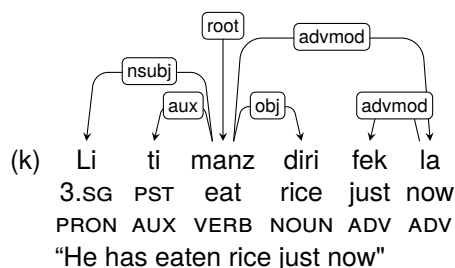 root
advmod
nsubj
aux obj advmod
(k) Li ti manz diri fek la
3.SG PST eat rice just now
PRON AUX VERB NOUN ADV ADV
“He has eaten rice just now"